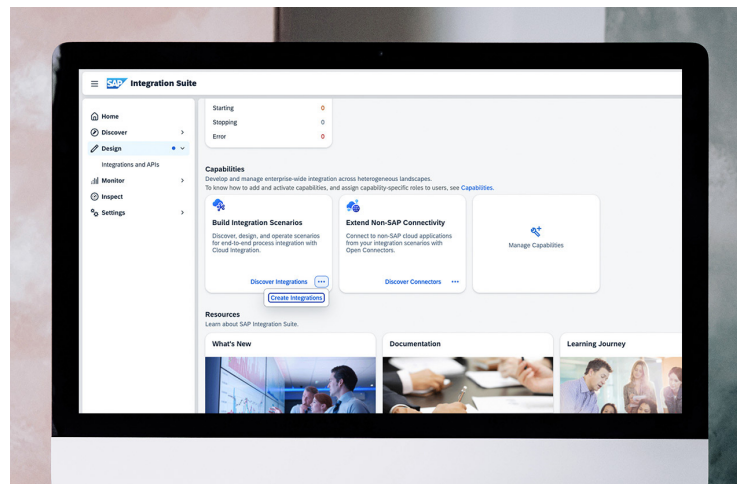 SAP Integration Suite
Home
Discover
Design
Integrations and APIs
Monitor
Inspect
Settings
Starting 0
Stopping 0
Error 0
Capabilities
Develop and manage enterprise-wide integration across heterogeneous landscapes.
To know how to add and activate capabilities, and assign capability-specific roles to users, see Capabilities.
Build Integration Scenarios
Discover, design, and operate scenarios
for end-to-end process integration with
Cloud Integration.
Discover Integrations
Create Integrations
Extend Non-SAP Connectivity
Connect to non-SAP cloud applications
from your integration scenarios with
Open Connectors.
Discover Connectors
Manage Capabilities
Resources
Learn about SAP Integration Suite.
What's New
Documentation
Learning Journey